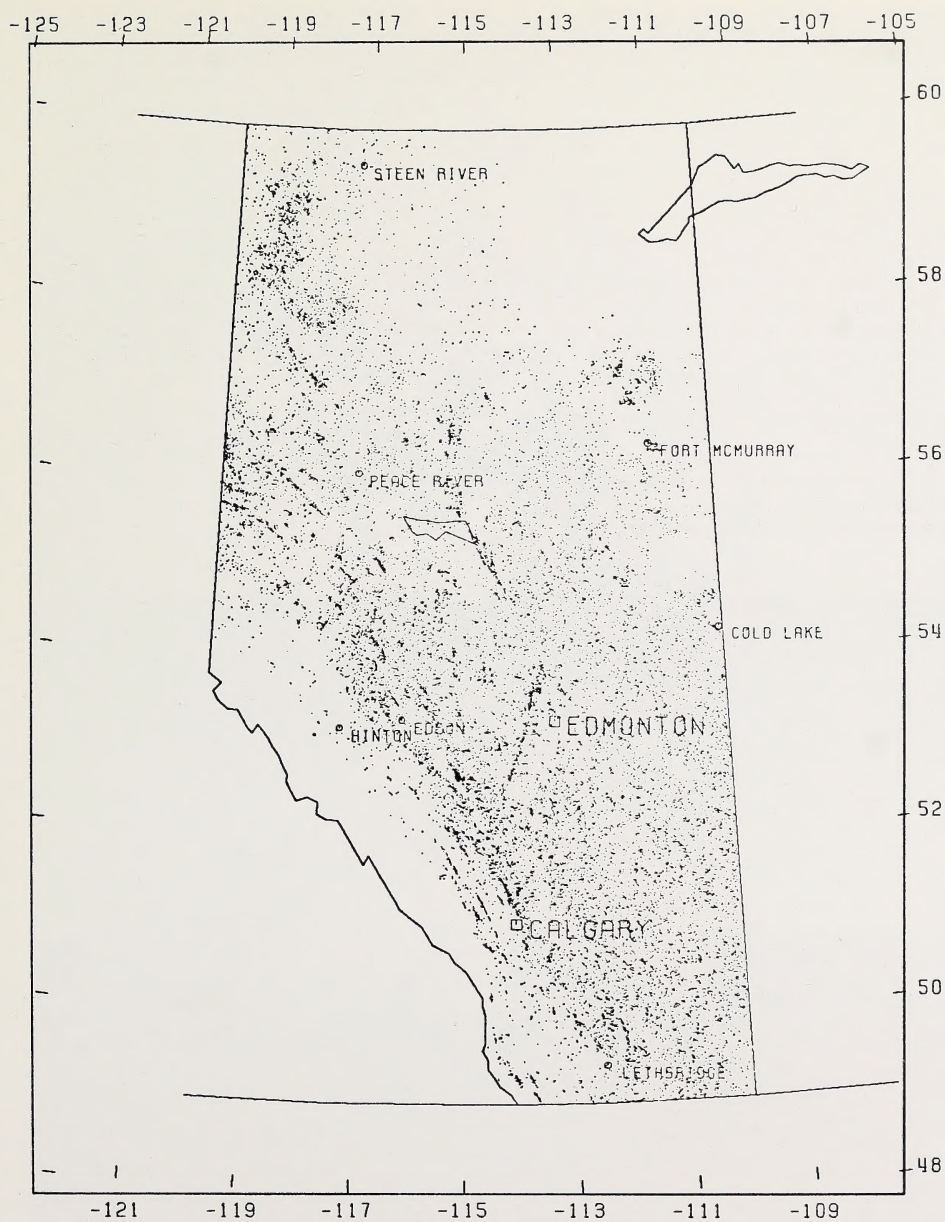 -125 -123 -121 -119 -117 -115 -113 -111 -109 -107 -105
60
STEEN RIVER
58
FORT MCMURRAY
56
PEACE RIVER
COLD LAKE
54
EDMONTON
HINTON EDSON
52
CALGARY
50
LETHBRIDGE
48
-121 -119 -117 -115 -113 -111 -109